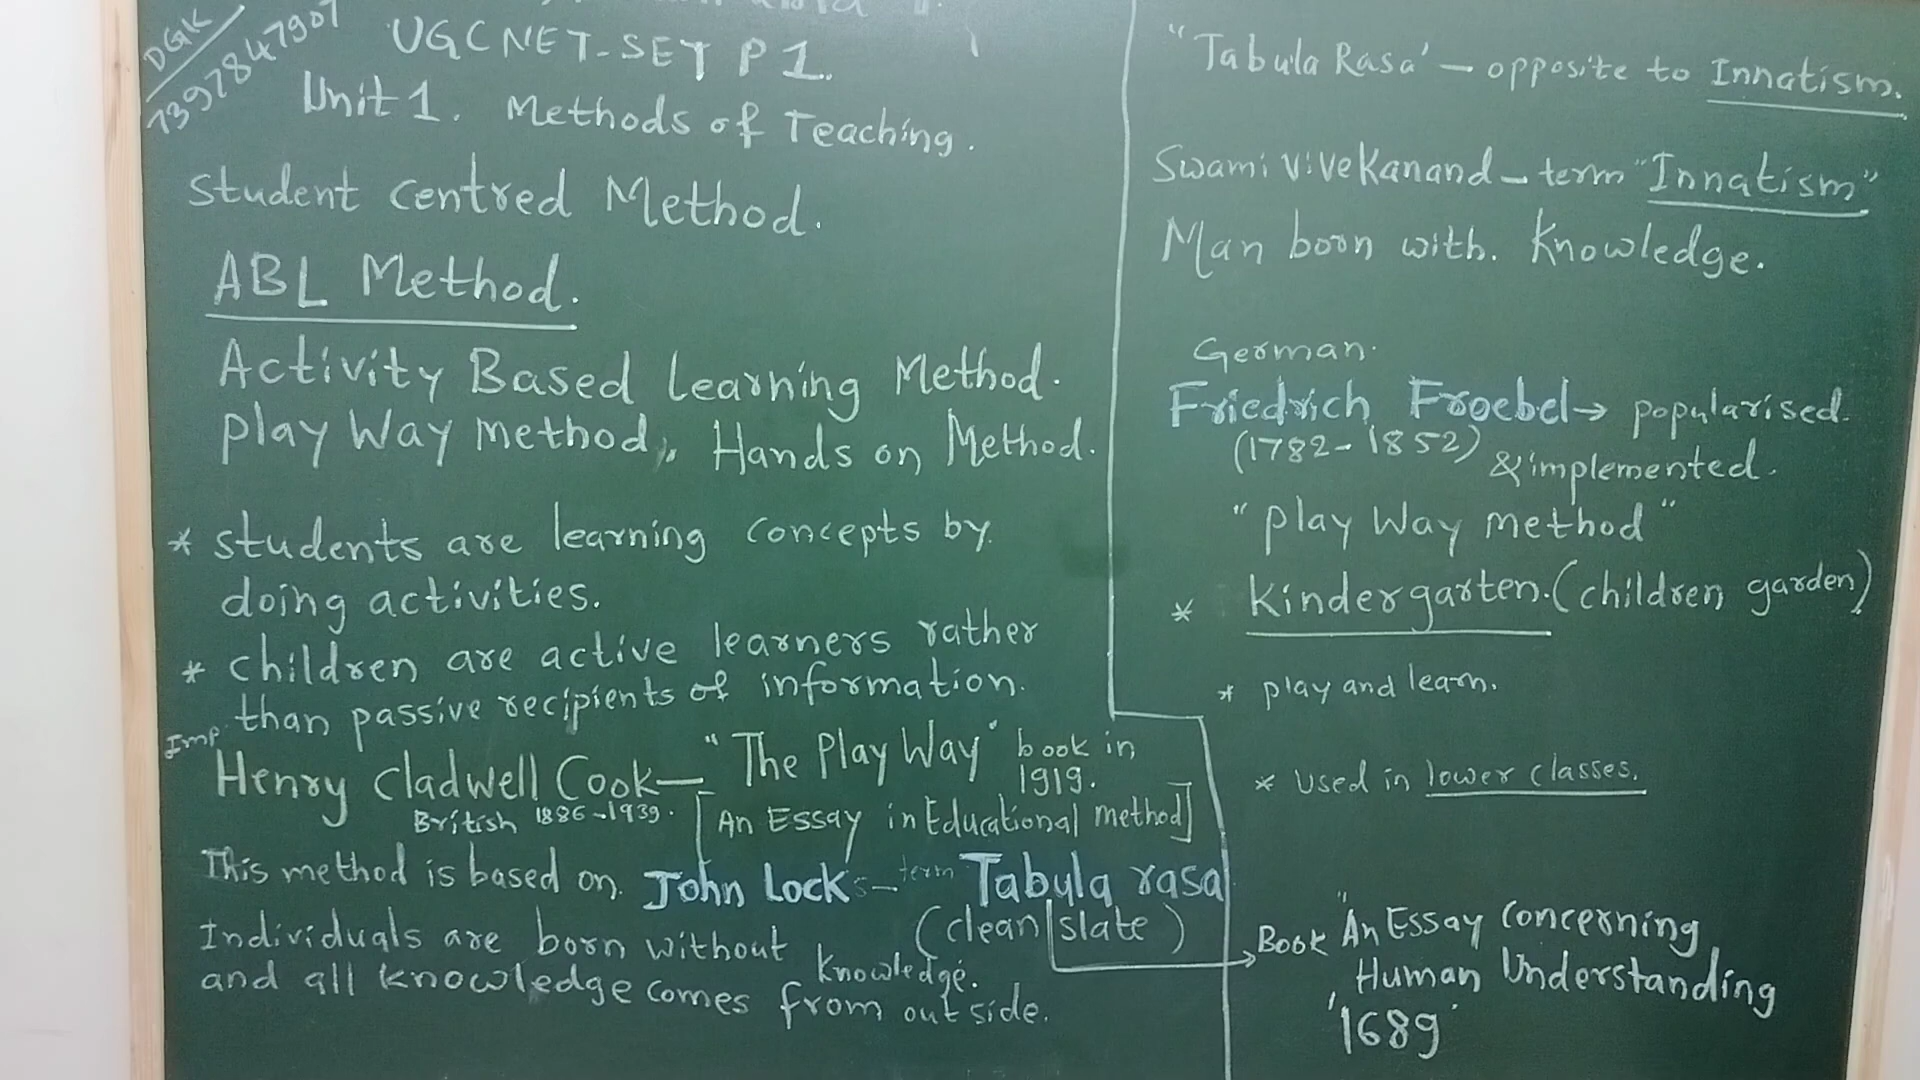 DGK
7397847907
UGC NET-SET P 1.
Unit 1. Methods of Teaching.
Student Centred Method.
ABL Method.
Activity Based Learning Method.
Play Way method, Hands on Method.
* students are learning concepts by.
doing activities.
* children are active learners rather
than passive recipients of information.
Imp.
Henry Cladwell Cook — "The Play Way" book in
1919.
British 1886-1939. [An Essay in Educational method]
This method is based on. John Lock's – term Tabula rasa
(clean slate)
Individuals are born without knowledge.
and all knowledge comes from outside.
"Tabula Rasa' – opposite to Innatism.
Swami Vivekanand – term "Innatism"
Man born with. Knowledge.
German.
Friedrich Froebel → popularised.
(1782-1852) & implemented.
"Play Way method"
* Kindergarten. (children garden)
* play and learn.
* Used in lower classes.
Book "An Essay Concerning
Human Understanding
'1689'